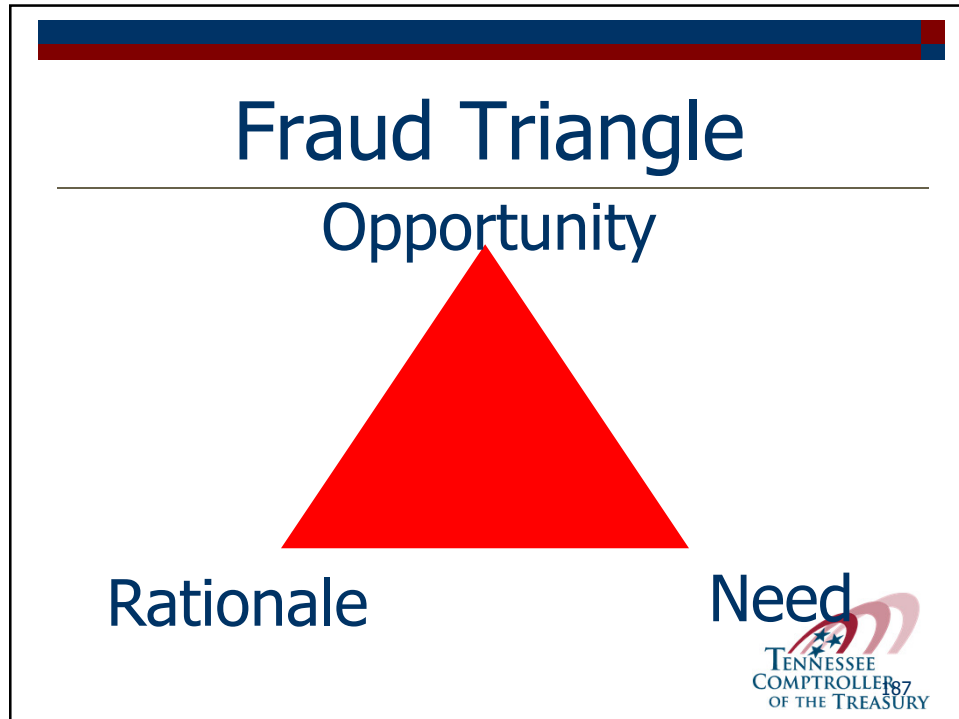 Fraud Triangle
Opportunity
Rationale
Need
TENNESSEE
COMPTROLLER
OF THE TREASURY
187